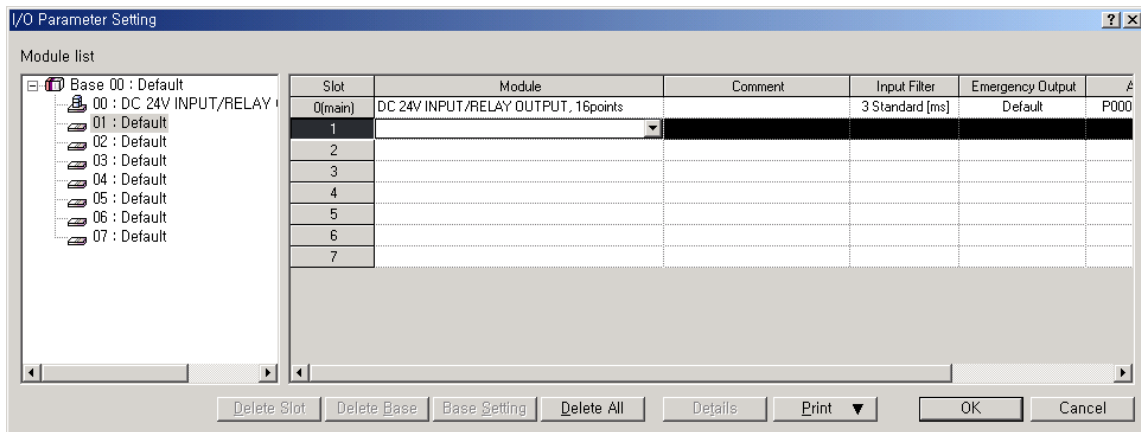 I/O Parameter Setting
Module list
Base 00 : Default
00 : DC 24V INPUT/RELAY
01 : Default
02 : Default
03 : Default
04 : Default
05 : Default
06 : Default
07 : Default
Slot Module Comment Input Filter Emergency Output A
0(main) DC 24V INPUT/RELAY OUTPUT, 16points 3 Standard [ms] Default P000
1
2
3
4
5
6
7
Delete Slot Delete Base Base Setting Delete All Details Print ▼ OK Cancel